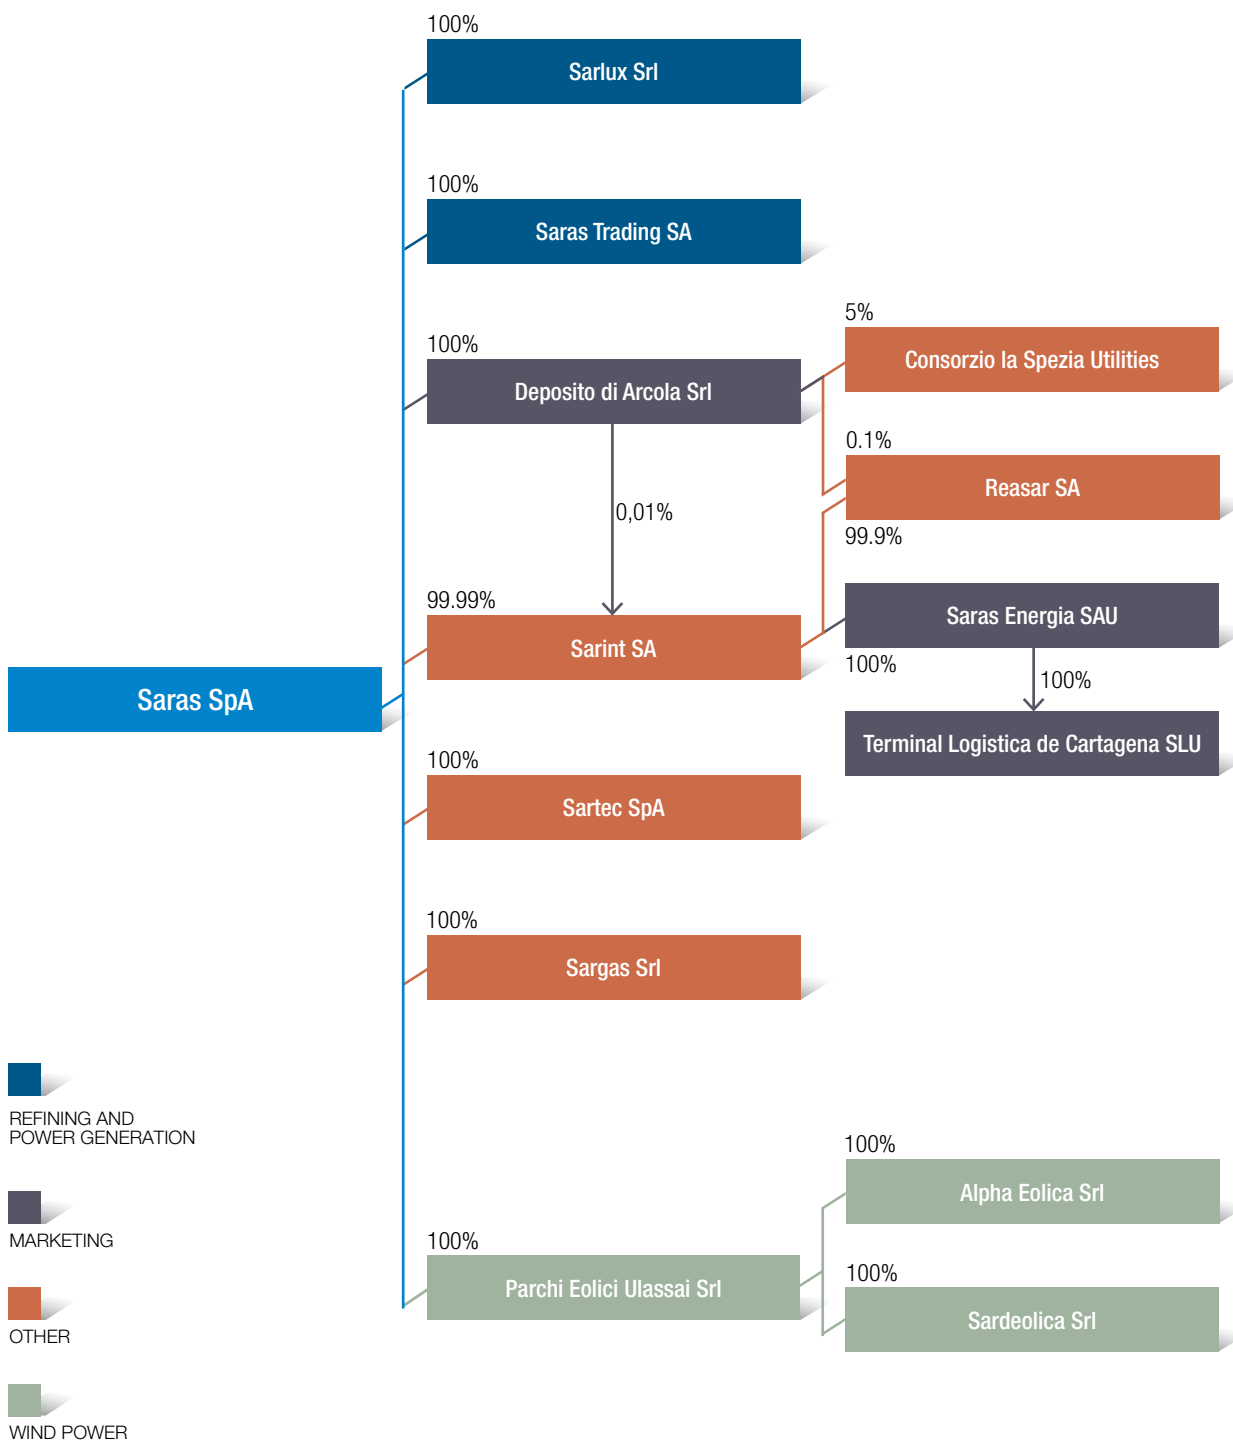 100%
Sarlux Srl
100%
Saras Trading SA
100%
Deposito di Arcola Srl
5%
Consorzio la Spezia Utilities
0.1%
Reasar SA
99.9%
0,01%
99.99%
Sarint SA
Saras Energia SAU
100%
100%
Terminal Logistica de Cartagena SLU
Saras SpA
100%
Sartec SpA
100%
Sargas Srl
100%
Parchi Eolici Ulassai Srl
100%
Alpha Eolica Srl
100%
Sardeolica Srl
REFINING AND
POWER GENERATION
MARKETING
OTHER
WIND POWER